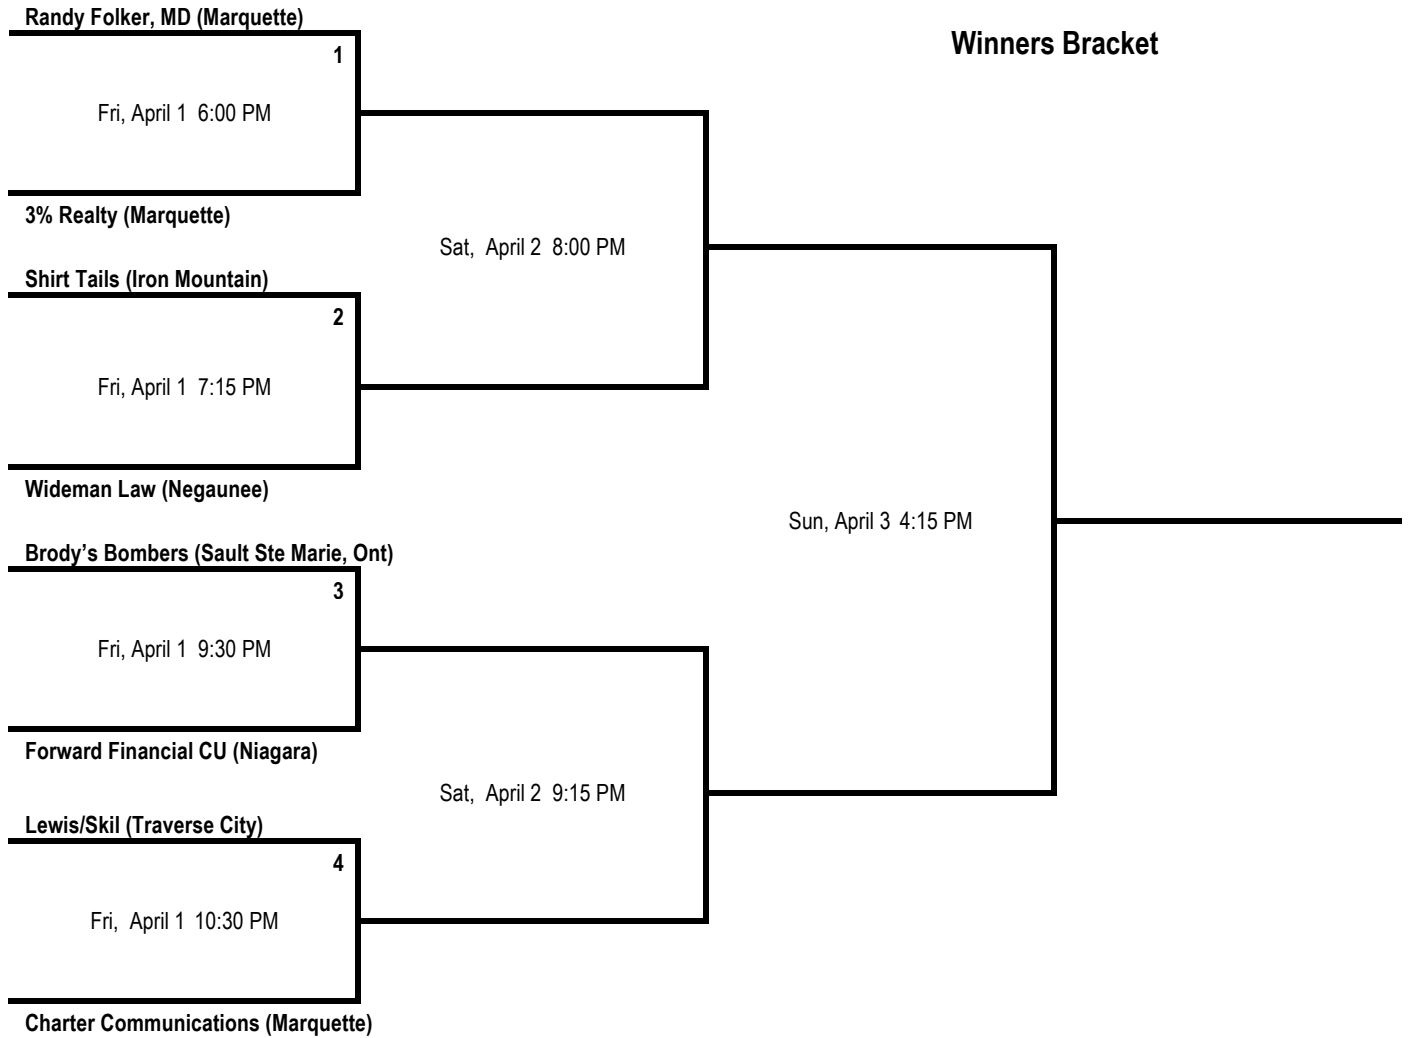 Randy Folker, MD (Marquette)
Winners Bracket
1
Fri, April 1 6:00 PM
3% Realty (Marquette)
Sat, April 2 8:00 PM
Shirt Tails (Iron Mountain)
2
Fri, April 1 7:15 PM
Wideman Law (Negaunee)
Sun, April 3 4:15 PM
Brody’s Bombers (Sault Ste Marie, Ont)
3
Fri, April 1 9:30 PM
Forward Financial CU (Niagara)
Sat, April 2 9:15 PM
Lewis/Skil (Traverse City)
4
Fri, April 1 10:30 PM
Charter Communications (Marquette)